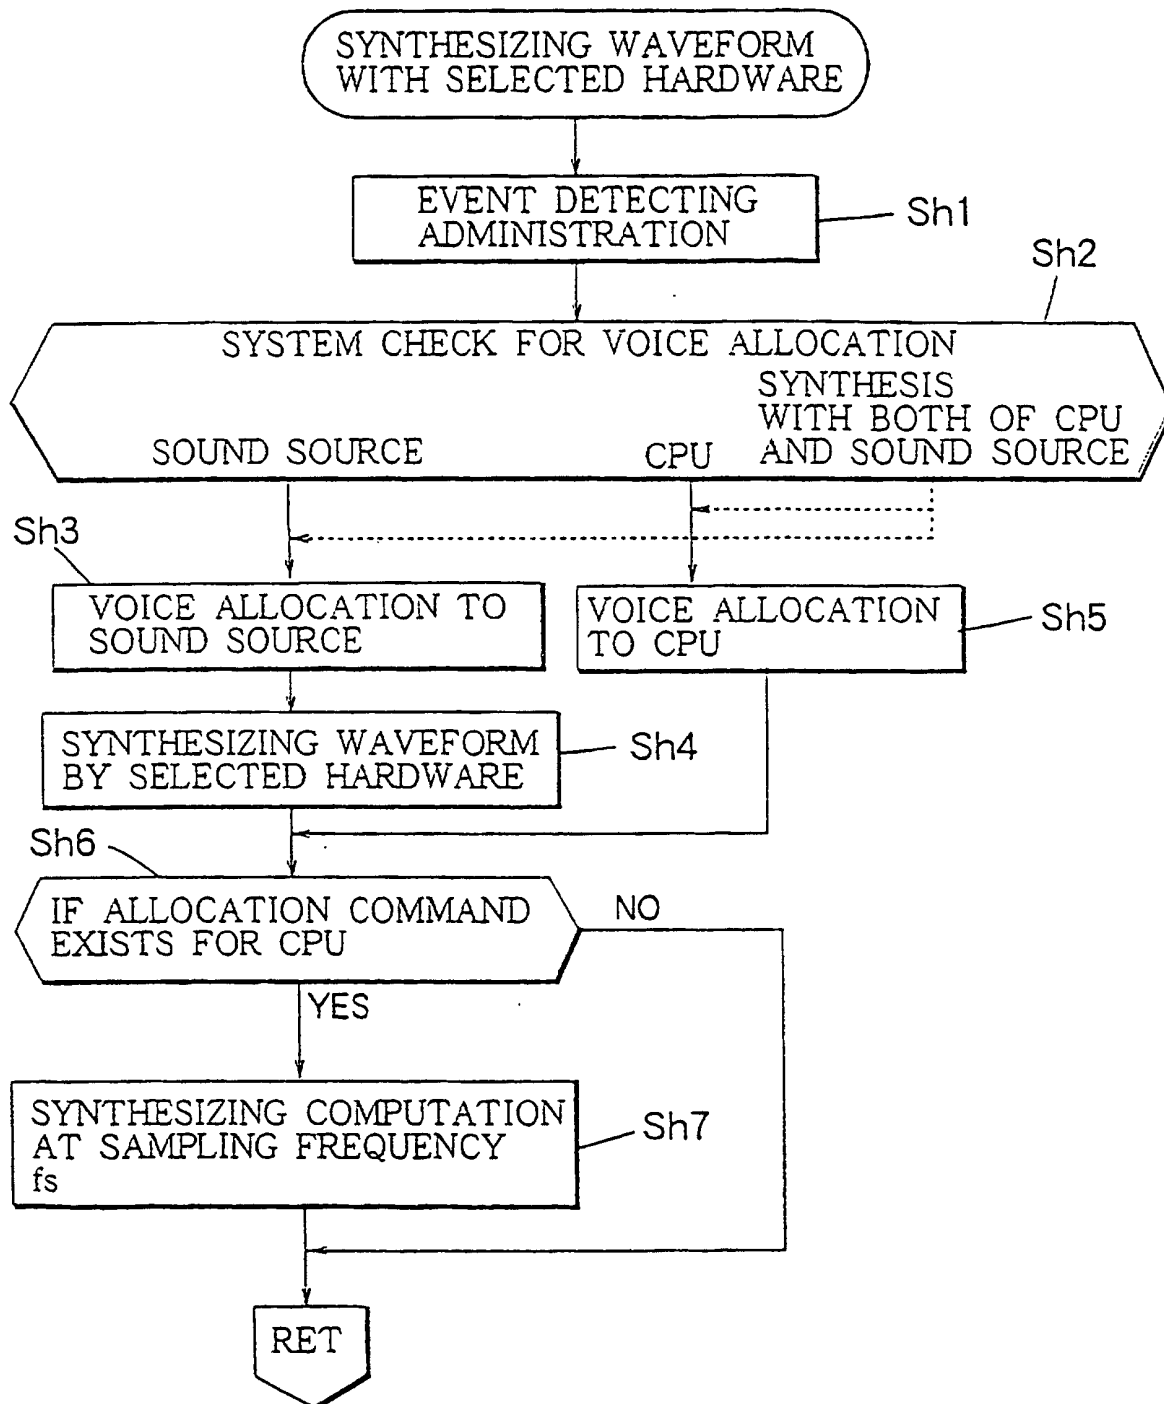 SYNTHESIZING WAVEFORM
WITH SELECTED HARDWARE
EVENT DETECTING
ADMINISTRATION
Sh1
Sh2
SYSTEM CHECK FOR VOICE ALLOCATION
SYNTHESIS
WITH BOTH OF CPU
SOUND SOURCE CPU AND SOUND SOURCE
Sh3
VOICE ALLOCATION TO
SOUND SOURCE
VOICE ALLOCATION
TO CPU
Sh5
SYNTHESIZING WAVEFORM
BY SELECTED HARDWARE
Sh4
Sh6
IF ALLOCATION COMMAND
EXISTS FOR CPU
NO
YES
SYNTHESIZING COMPUTATION
AT SAMPLING FREQUENCY
fs
Sh7
RET